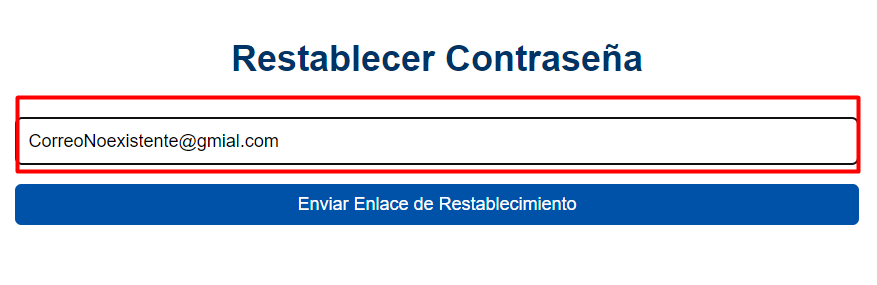 Restablecer Contraseña
CorreoNoexistente@gmial.com
Enviar Enlace de Restablecimiento